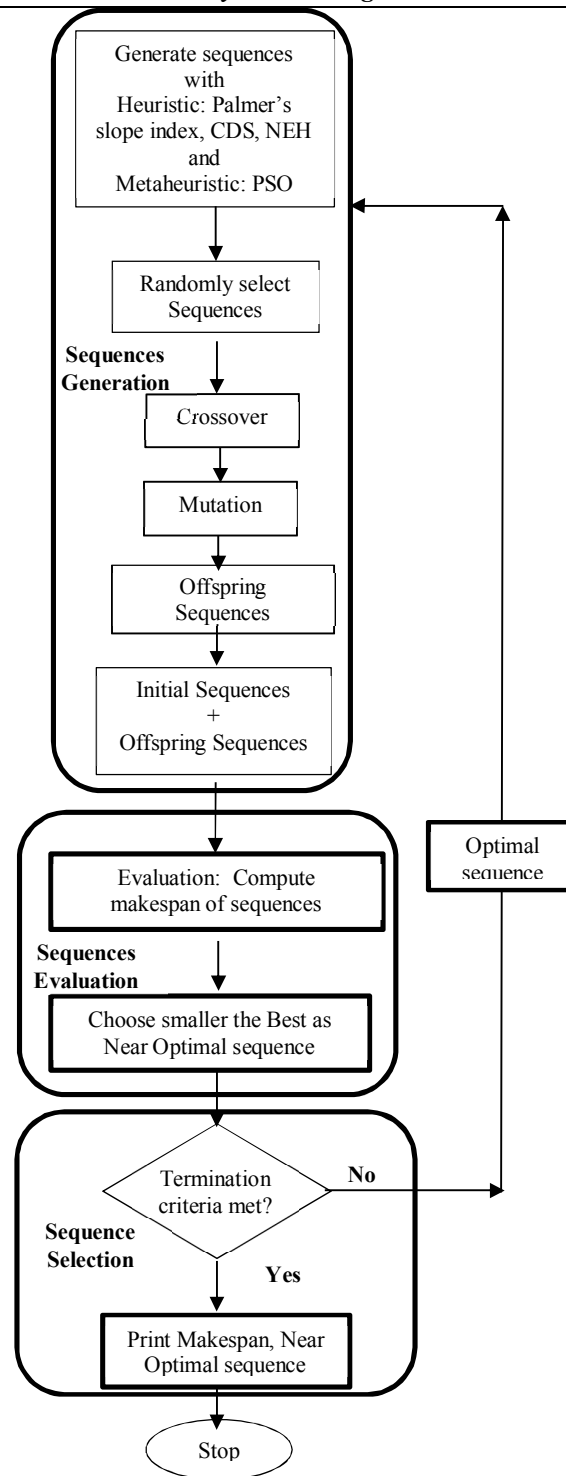 Generate sequences
with
Heuristic: Palmer's
slope index, CDS, NEH
and
Metaheuristic: PSO
Randomly select
Sequences
Sequences
Generation
Crossover
Mutation
Offspring
Sequences
Initial Sequences
+
Offspring Sequences
Optimal
sequence
Evaluation: Compute
makespan of sequences
Sequences
Evaluation
Choose smaller the Best as
Near Optimal sequence
Termination
criteria met?
No
Sequence
Selection
Yes
Print Makespan, Near
Optimal sequence
Stop